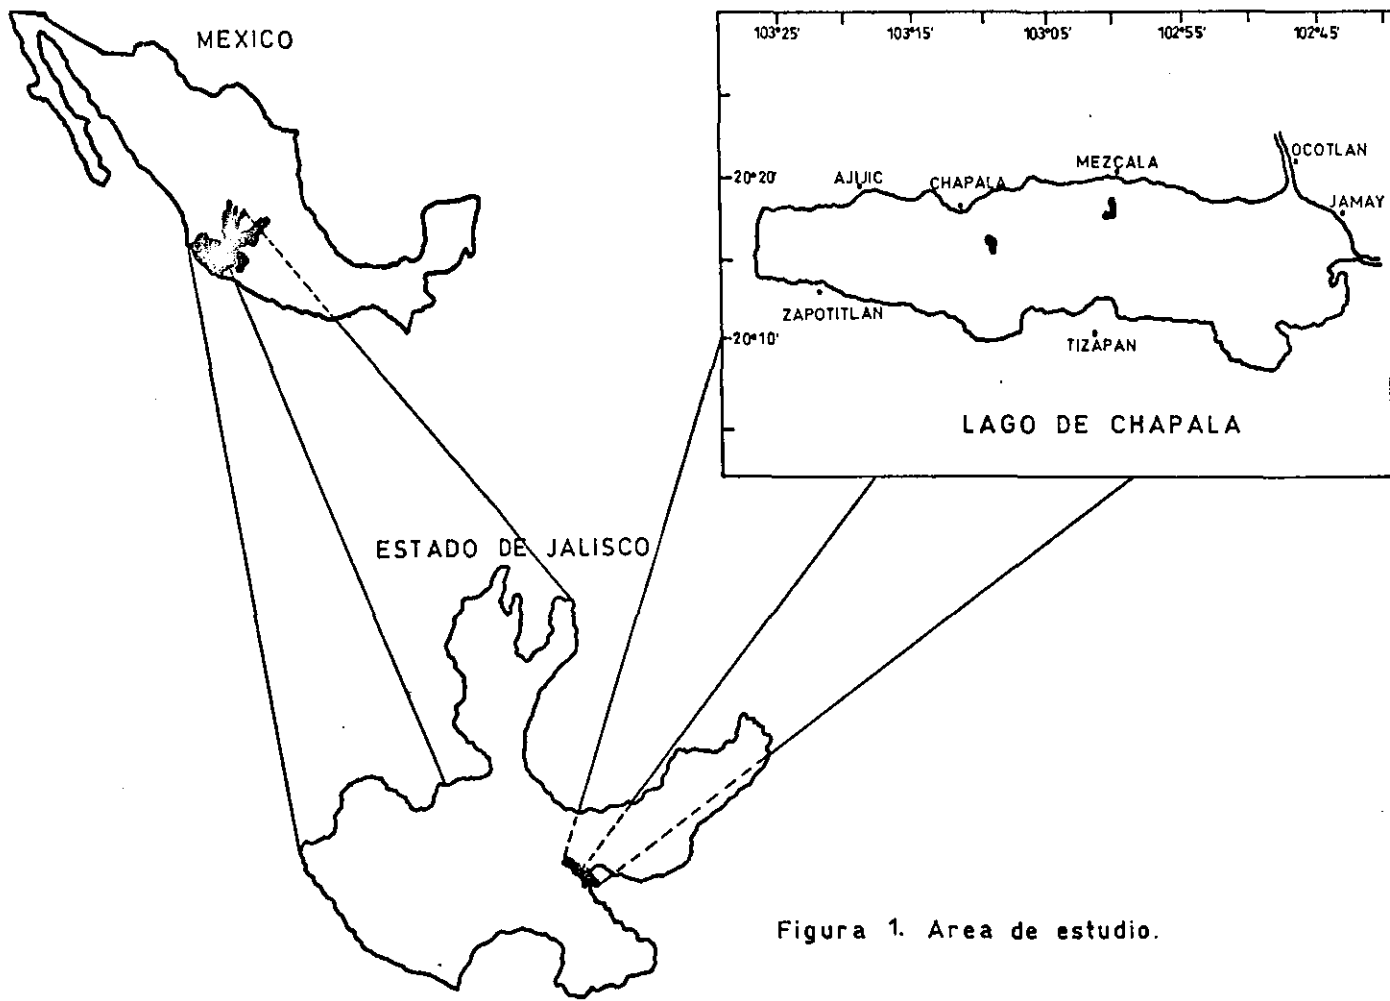 MEXICO
103°25' 103°15' 103°05' 102°55' 102°45'
OCOTLAN
MEZCALA
20°20'
AJIJIC
CHAPALA
JAMAY
ZAPOTITLAN
20°10'
TIZAPAN
LAGO DE CHAPALA
ESTADO DE JALISCO
Figura 1. Area de estudio.